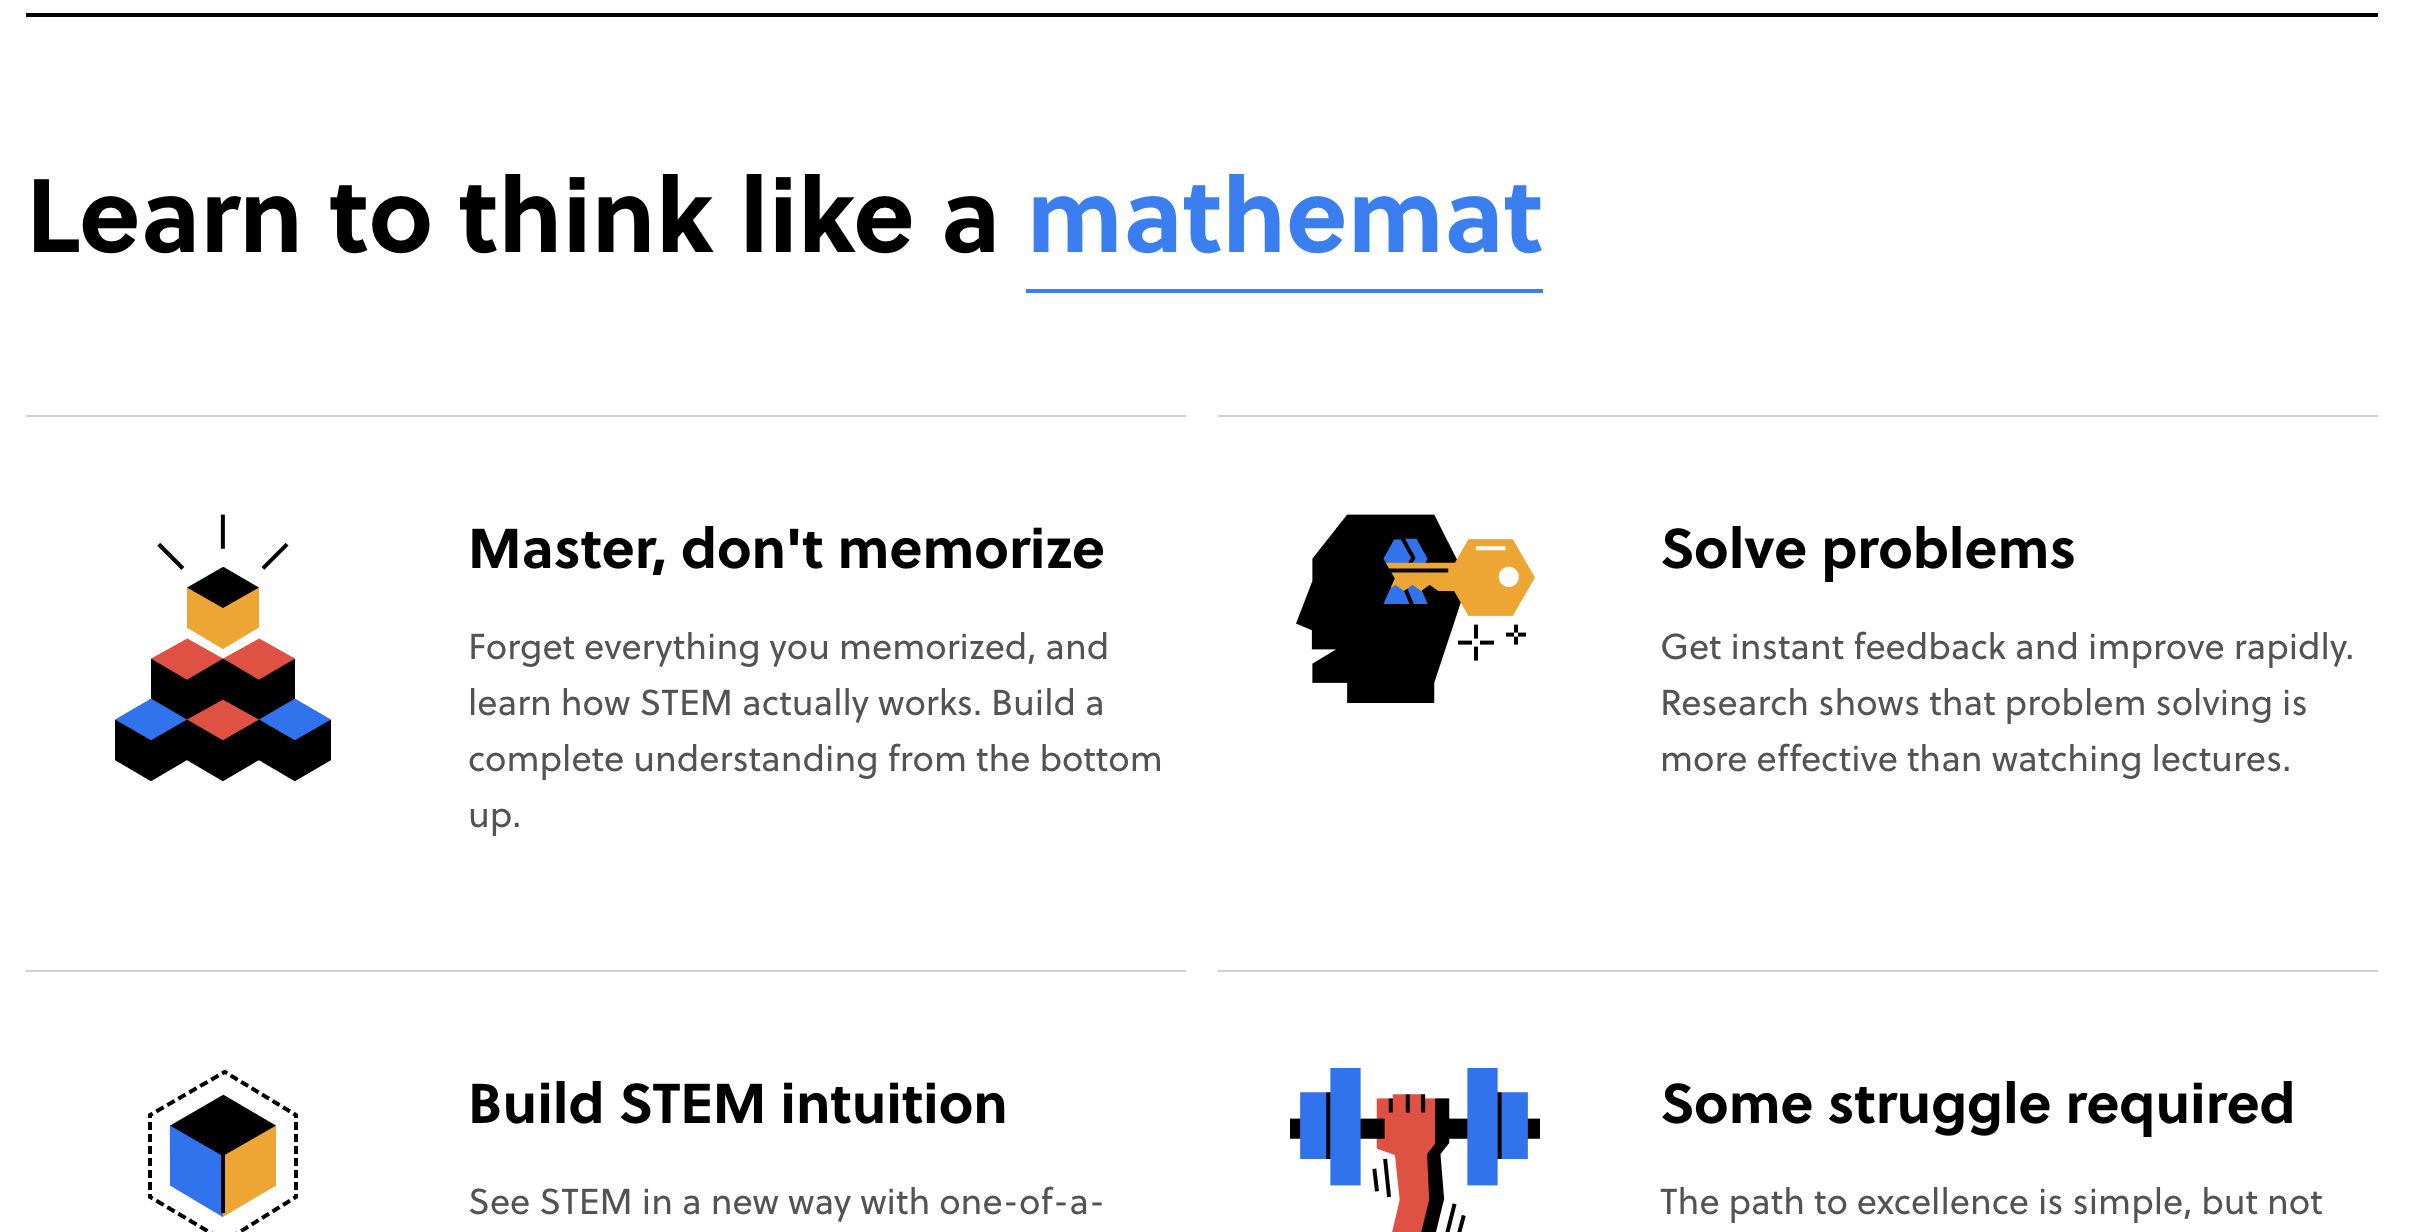 Learn to think like a mathemat
Master, don't memorize
Forget everything you memorized, and
learn how STEM actually works. Build a
complete understanding from the bottom
up.
Solve problems
Get instant feedback and improve rapidly.
Research shows that problem solving is
more effective than watching lectures.
Build STEM intuition
See STEM in a new way with one-of-a-
Some struggle required
The path to excellence is simple, but not